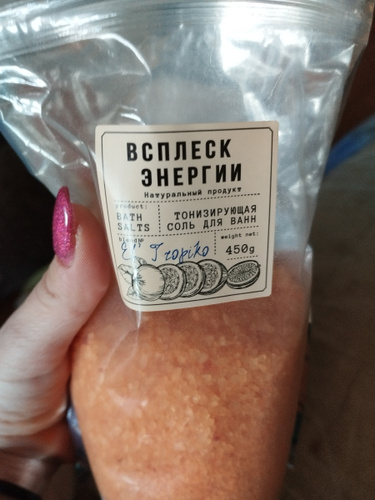 ВСПЛЕСК
ЭНЕРГИИ
Натуральный продукт
product:
BATH
SALTS
ТОНИЗИРУЮЩАЯ
СОЛЬ ДЛЯ ВАНН
weight net:
Tropiko
450g